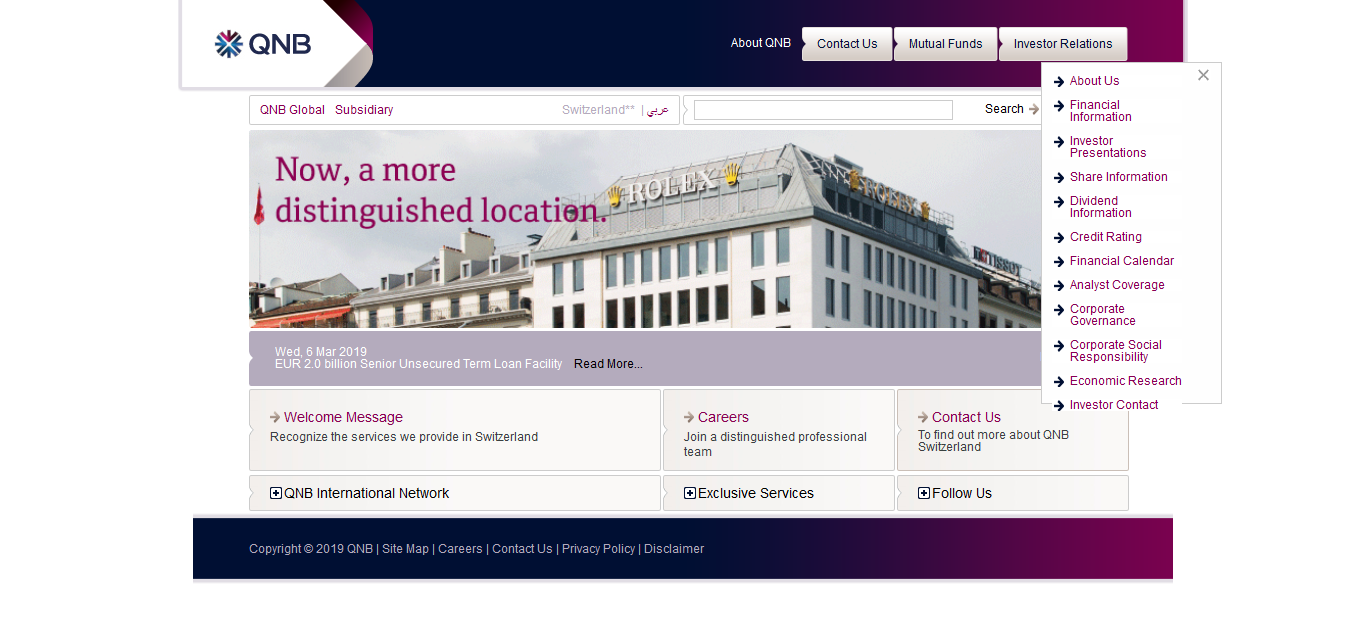 QNB
About QNB
Contact Us
Mutual Funds
Investor Relations
About Us
Financial
Information
Investor
Presentations
Share Information
Dividend
Information
Credit Rating
Financial Calendar
Analyst Coverage
Corporate
Governance
Corporate Social
Responsibility
Economic Research
Investor Contact
QNB Global Subsidiary
Switzerland** | عربي
Search
Now, a more
distinguished location.
ROLEX
ROLEX
TISSOT
Wed, 6 Mar 2019
EUR 2.0 billion Senior Unsecured Term Loan Facility Read More...
Welcome Message
Recognize the services we provide in Switzerland
Careers
Join a distinguished professional
team
Contact Us
To find out more about QNB
Switzerland
QNB International Network
Exclusive Services
Follow Us
Copyright © 2019 QNB | Site Map | Careers | Contact Us | Privacy Policy | Disclaimer